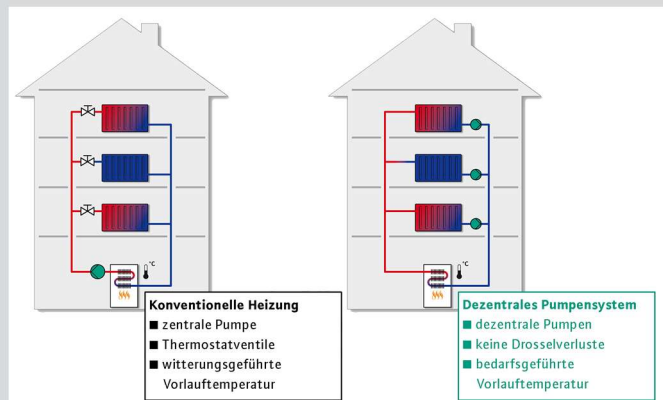 °C
°C
Konventionelle Heizung
■ zentrale Pumpe
■ Thermostatventile
■ witterungsgeführte
Vorlauftemperatur
Dezentrales Pumpensystem
■ dezentrale Pumpen
■ keine Drosselverluste
■ bedarfsgeführte
Vorlauftemperatur